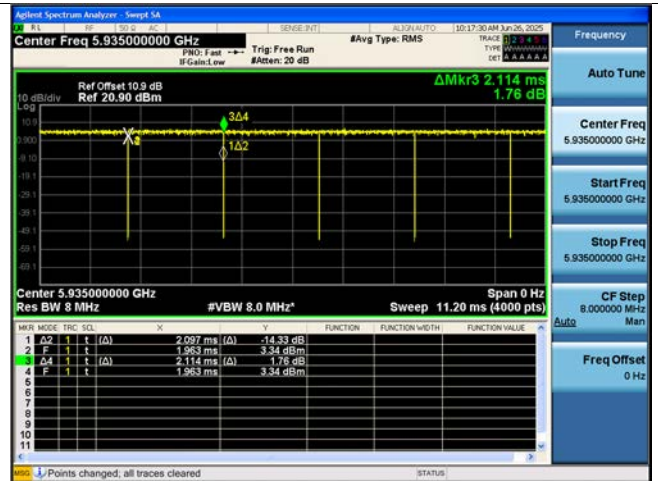 Agilent Spectrum Analyzer - Swept SA
RL RF 50 Ω AC SENSE:INT ALIGN AUTO 10:17:30 AM Jun 26, 2025
Center Freq 5.935000000 GHz
PNO: Fast
IFGain:Low
Trig: Free Run
#Atten: 20 dB
#Avg Type: RMS
TRACE 1 2 3 4 5 6
TYPE
DET A A A A A A
ΔMkr3 2.114 ms
1.76 dB
Ref Offset 10.9 dB
Ref 20.90 dBm
10 dB/div
Log
10.9
0.900
-9.10
-19.1
-29.1
-39.1
-49.1
-59.1
-69.1
3Δ4
1Δ2
Center 5.935000000 GHz Span 0 Hz
Res BW 8 MHz #VBW 8.0 MHz* Sweep 11.20 ms (4000 pts)
MKR MODE TRC SCL X Y FUNCTION FUNCTION WIDTH FUNCTION VALUE
1 Δ2 1 t (Δ) 2.097 ms (Δ) -14.33 dB
2 F 1 t 1.963 ms 3.34 dBm
3 Δ4 1 t (Δ) 2.114 ms (Δ) 1.76 dB
4 F 1 t 1.963 ms 3.34 dBm
5
6
7
8
9
10
11
MSG Points changed; all traces cleared STATUS
Frequency
Auto Tune
Center Freq
5.935000000 GHz
Start Freq
5.935000000 GHz
Stop Freq
5.935000000 GHz
CF Step
8.000000 MHz
Auto Man
Freq Offset
0 Hz